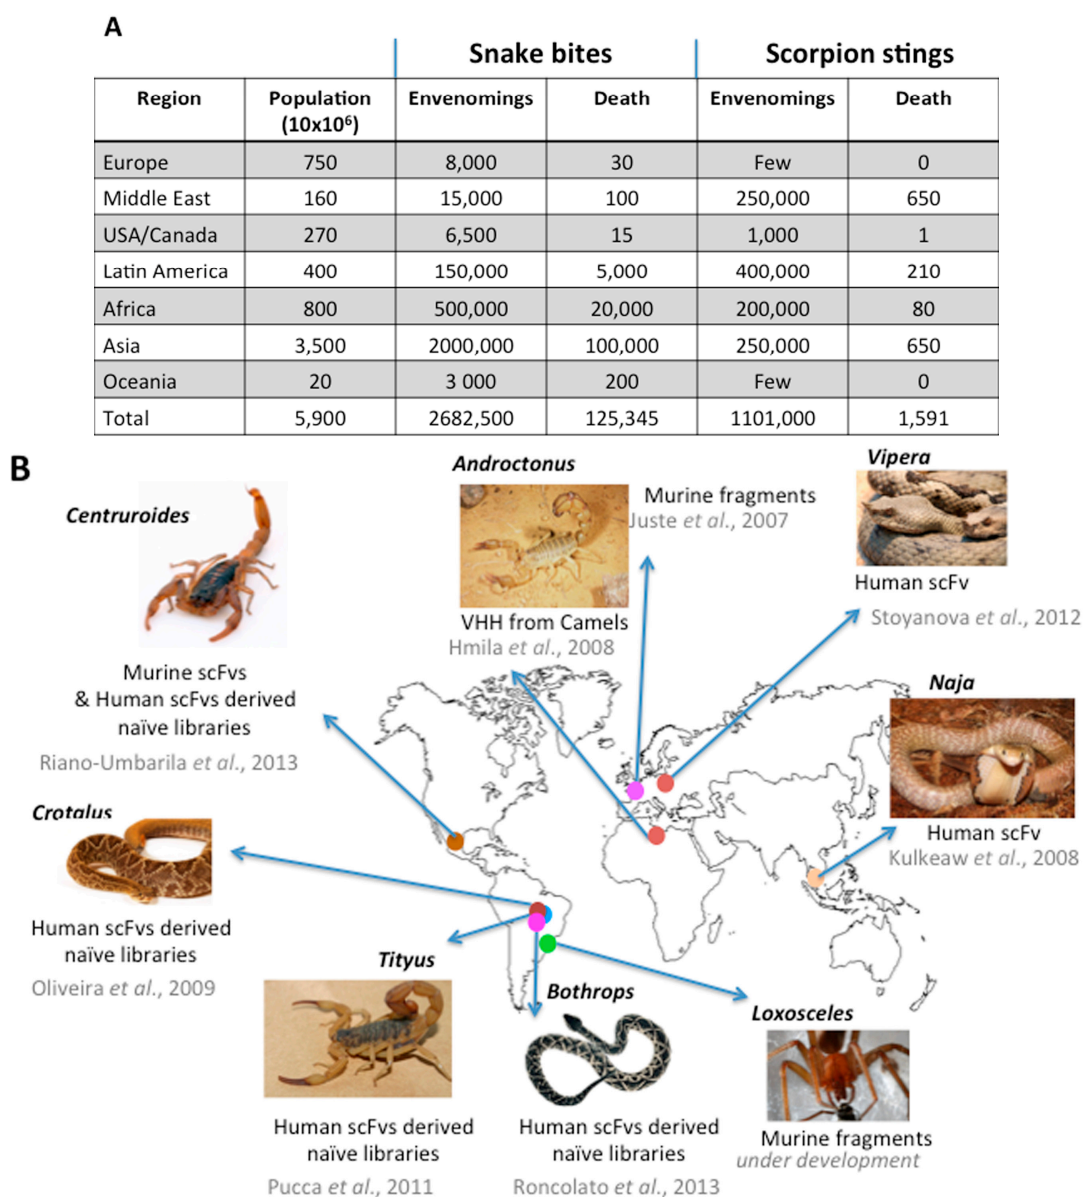 A
Snake bites Scorpion stings
Region Population (10x10⁶) Envenomings Death Envenomings Death
Europe 750 8,000 30 Few 0
Middle East 160 15,000 100 250,000 650
USA/Canada 270 6,500 15 1,000 1
Latin America 400 150,000 5,000 400,000 210
Africa 800 500,000 20,000 200,000 80
Asia 3,500 2000,000 100,000 250,000 650
Oceania 20 3 000 200 Few 0
Total 5,900 2682,500 125,345 1101,000 1,591
B
Centruroides
Murine scFvs
& Human scFvs derived
naïve libraries
Riano-Umbarila et al., 2013
Androctonus
VHH from Camels
Hmila et al., 2008
Murine fragments
Juste et al., 2007
Vipera
Human scFv
Stoyanova et al., 2012
Naja
Human scFv
Kulkeaw et al., 2008
Crotalus
Human scFvs derived
naïve libraries
Oliveira et al., 2009
Tityus
Human scFvs derived
naïve libraries
Pucca et al., 2011
Bothrops
Human scFvs derived
naïve libraries
Roncolato et al., 2013
Loxosceles
Murine fragments
under development